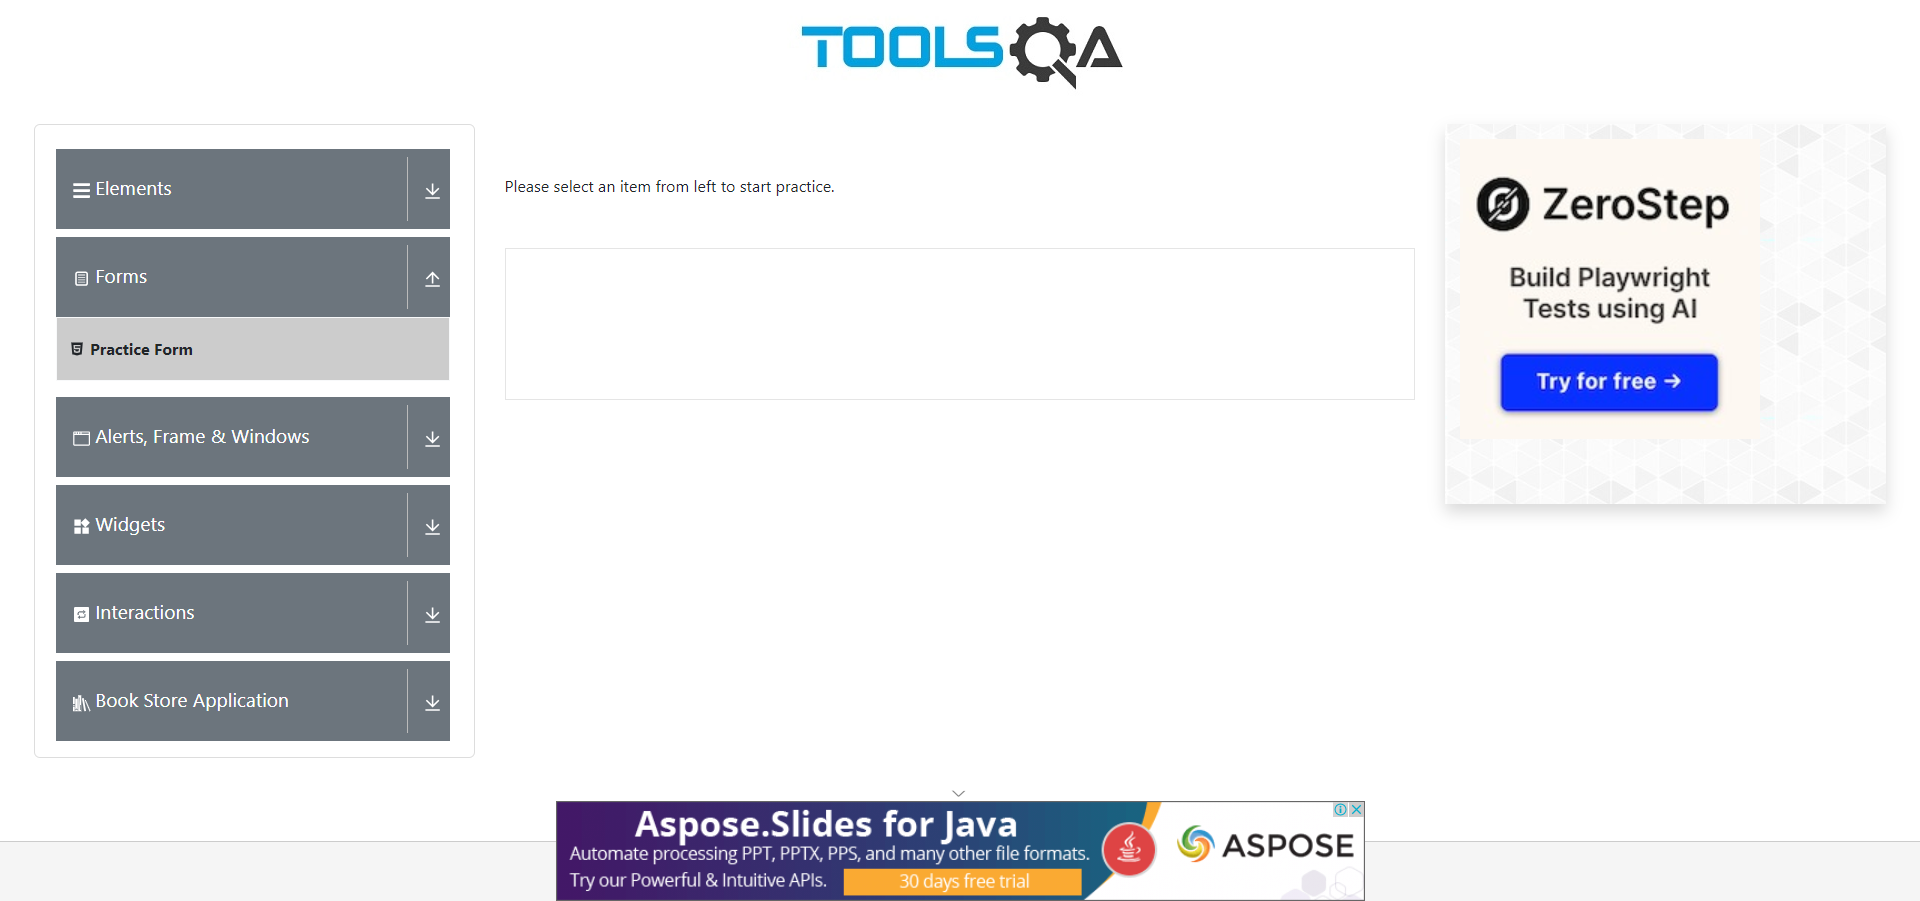 TOOLSQA
Elements
Forms
Practice Form
Alerts, Frame & Windows
Widgets
Interactions
Book Store Application
Please select an item from left to start practice.
ZeroStep
Build Playwright
Tests using AI
Try for free →
Aspose.Slides for Java
Automate processing PPT, PPTX, PPS, and many other file formats.
Try our Powerful & Intuitive APIs.
30 days free trial
ASPOSE